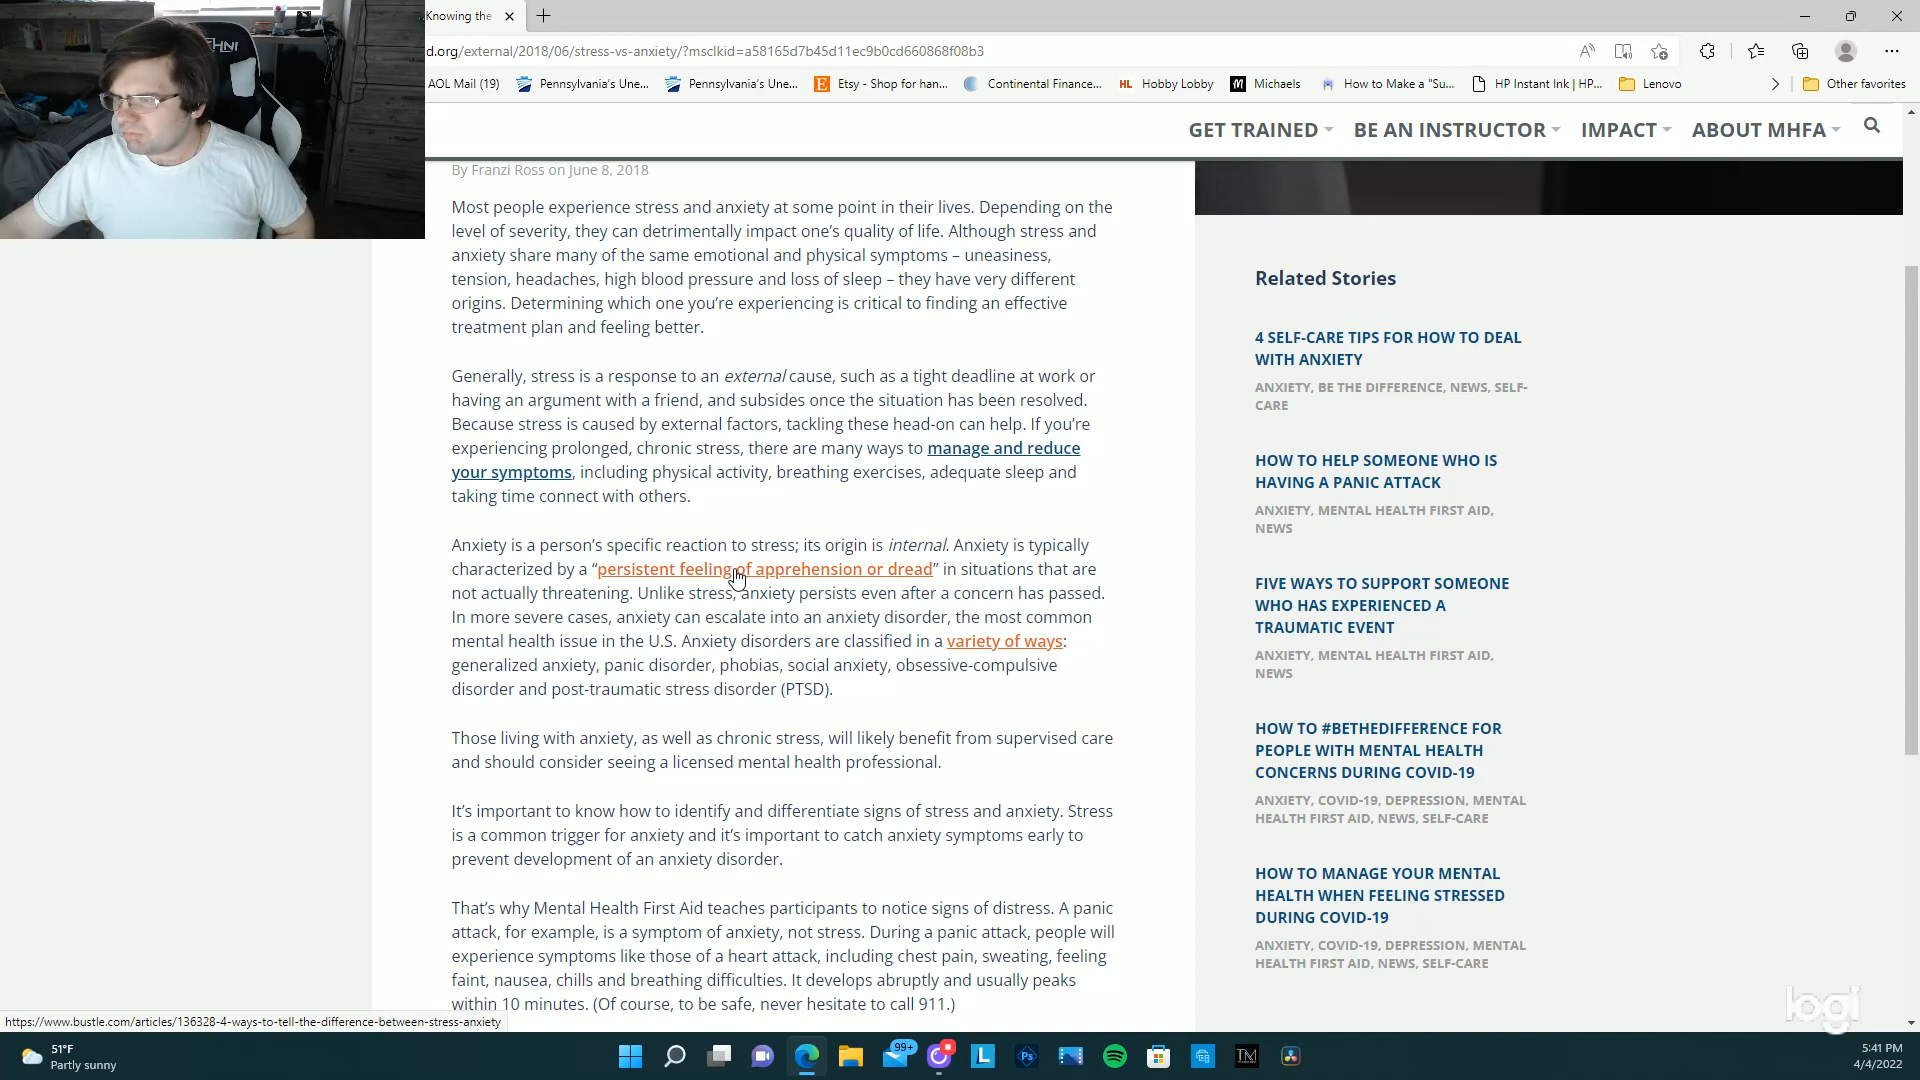 HNI
Knowing the
d.org/external/2018/06/stress-vs-anxiety/?msclkid=a58165d7b45d11ec9b0cd660868f08b3
AOL Mail (19)
Pennsylvania's Une...
Pennsylvania's Une...
Etsy - Shop for han...
Continental Finance...
HL Hobby Lobby
Michaels
How to Make a "Su...
HP Instant Ink | HP...
Lenovo
Other favorites
GET TRAINED
BE AN INSTRUCTOR
IMPACT
ABOUT MHFA
By Franzi Ross on June 8, 2018
Most people experience stress and anxiety at some point in their lives. Depending on the
level of severity, they can detrimentally impact one's quality of life. Although stress and
anxiety share many of the same emotional and physical symptoms – uneasiness,
tension, headaches, high blood pressure and loss of sleep – they have very different
origins. Determining which one you're experiencing is critical to finding an effective
treatment plan and feeling better.
Generally, stress is a response to an external cause, such as a tight deadline at work or
having an argument with a friend, and subsides once the situation has been resolved.
Because stress is caused by external factors, tackling these head-on can help. If you're
experiencing prolonged, chronic stress, there are many ways to manage and reduce
your symptoms, including physical activity, breathing exercises, adequate sleep and
taking time connect with others.
Anxiety is a person's specific reaction to stress; its origin is internal. Anxiety is typically
characterized by a “persistent feeling of apprehension or dread” in situations that are
not actually threatening. Unlike stress, anxiety persists even after a concern has passed.
In more severe cases, anxiety can escalate into an anxiety disorder, the most common
mental health issue in the U.S. Anxiety disorders are classified in a variety of ways:
generalized anxiety, panic disorder, phobias, social anxiety, obsessive-compulsive
disorder and post-traumatic stress disorder (PTSD).
Those living with anxiety, as well as chronic stress, will likely benefit from supervised care
and should consider seeing a licensed mental health professional.
It's important to know how to identify and differentiate signs of stress and anxiety. Stress
is a common trigger for anxiety and it's important to catch anxiety symptoms early to
prevent development of an anxiety disorder.
That's why Mental Health First Aid teaches participants to notice signs of distress. A panic
attack, for example, is a symptom of anxiety, not stress. During a panic attack, people will
experience symptoms like those of a heart attack, including chest pain, sweating, feeling
faint, nausea, chills and breathing difficulties. It develops abruptly and usually peaks
within 10 minutes. (Of course, to be safe, never hesitate to call 911.)
Related Stories
4 SELF-CARE TIPS FOR HOW TO DEAL
WITH ANXIETY
ANXIETY, BE THE DIFFERENCE, NEWS, SELF-
CARE
HOW TO HELP SOMEONE WHO IS
HAVING A PANIC ATTACK
ANXIETY, MENTAL HEALTH FIRST AID,
NEWS
FIVE WAYS TO SUPPORT SOMEONE
WHO HAS EXPERIENCED A
TRAUMATIC EVENT
ANXIETY, MENTAL HEALTH FIRST AID,
NEWS
HOW TO #BETHEDIFFERENCE FOR
PEOPLE WITH MENTAL HEALTH
CONCERNS DURING COVID-19
ANXIETY, COVID-19, DEPRESSION, MENTAL
HEALTH FIRST AID, NEWS, SELF-CARE
HOW TO MANAGE YOUR MENTAL
HEALTH WHEN FEELING STRESSED
DURING COVID-19
ANXIETY, COVID-19, DEPRESSION, MENTAL
HEALTH FIRST AID, NEWS, SELF-CARE
logi
https://www.bustle.com/articles/136328-4-ways-to-tell-the-difference-between-stress-anxiety
51°F
Partly sunny
99+
L
Ps
TM
5:41 PM
4/4/2022